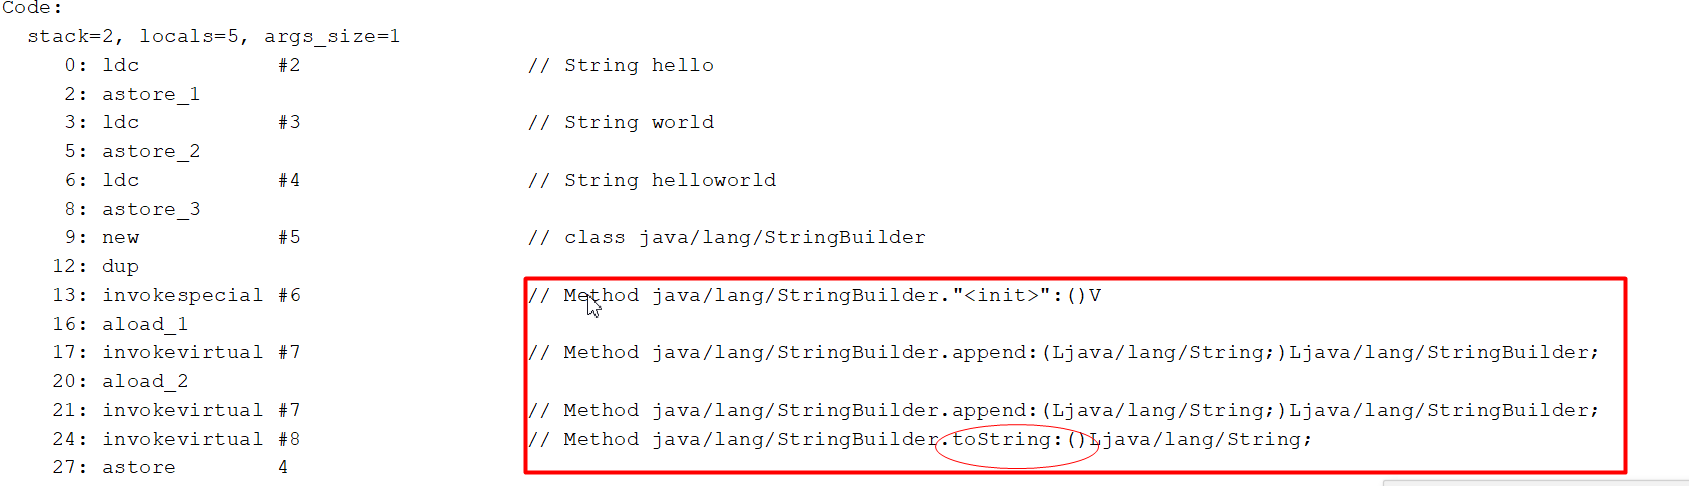 Code:
stack=2, locals=5, args_size=1
0: ldc #2 // String hello
2: astore_1
3: ldc #3 // String world
5: astore_2
6: ldc #4 // String helloworld
8: astore_3
9: new #5 // class java/lang/StringBuilder
12: dup
13: invokespecial #6 // Method java/lang/StringBuilder."<init>":()V
16: aload_1
17: invokevirtual #7 // Method java/lang/StringBuilder.append:(Ljava/lang/String;)Ljava/lang/StringBuilder;
20: aload_2
21: invokevirtual #7 // Method java/lang/StringBuilder.append:(Ljava/lang/String;)Ljava/lang/StringBuilder;
24: invokevirtual #8 // Method java/lang/StringBuilder.toString:()Ljava/lang/String;
27: astore 4